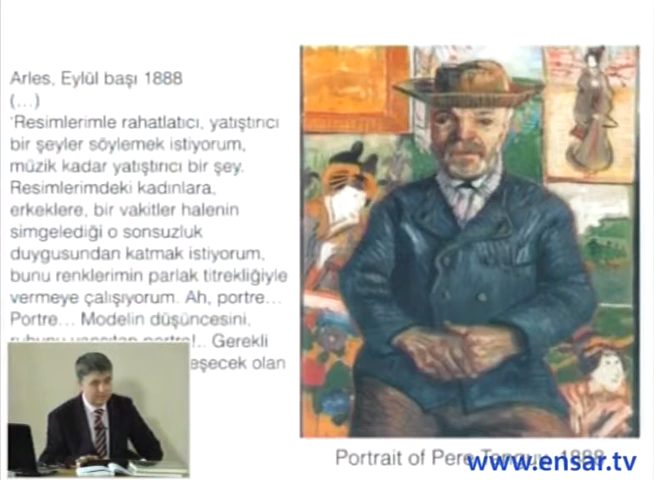 Arles, Eylül başı 1888
(...)
'Resimlerimle rahatlatıcı, yatıştırıcı
bir şeyler söylemek istiyorum,
müzik kadar yatıştırıcı bir şey.
Resimlerimdeki kadınlara,
erkeklere, bir vakitler halenin
simgelediği o sonsuzluk
duygusundan katmak istiyorum,
bunu renklerimin parlak titrekliğiyle
vermeye çalışıyorum. Ah, portre...
Portre... Modelin düşüncesini,
Gerekli
eşecek olan
Portrait of Pere 1888
www.ensar.tv